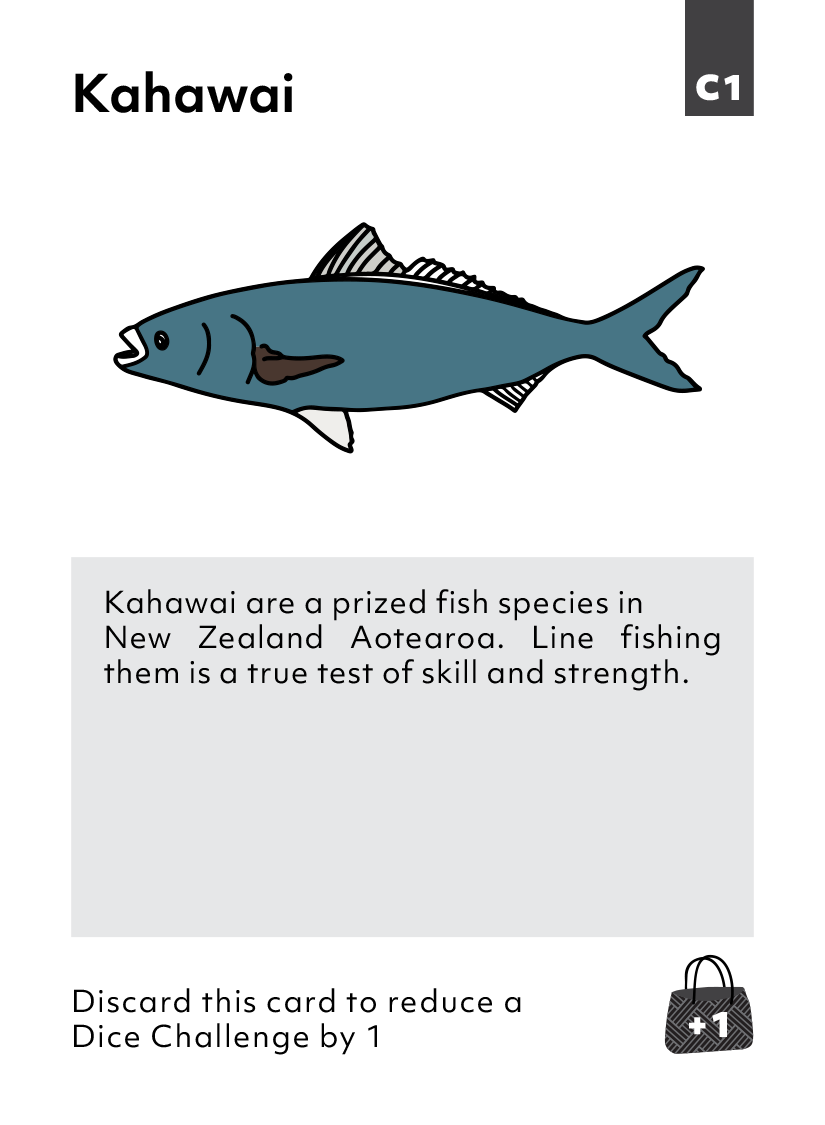 Kahawai
C1
Kahawai are a prized fish species in
New Zealand Aotearoa. Line fishing
them is a true test of skill and strength.
Discard this card to reduce a
Dice Challenge by 1
+1